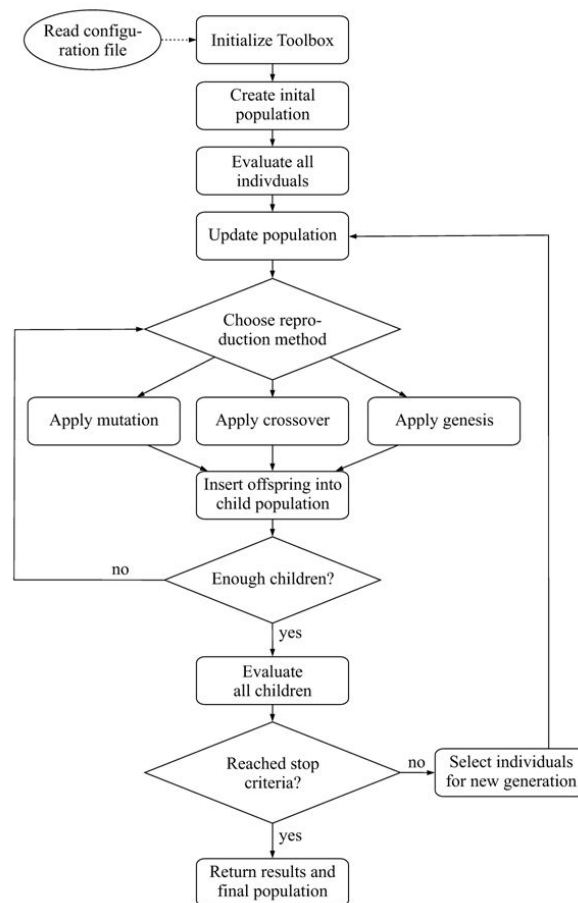 Read configu-
ration file
Initialize Toolbox
Create inital
population
Evaluate all
indivduals
Update population
Choose repro-
duction method
Apply mutation
Apply crossover
Apply genesis
Insert offspring into
child population
no
Enough children?
yes
Evaluate
all children
Reached stop
criteria?
no
Select individuals
for new generation
yes
Return results and
final population